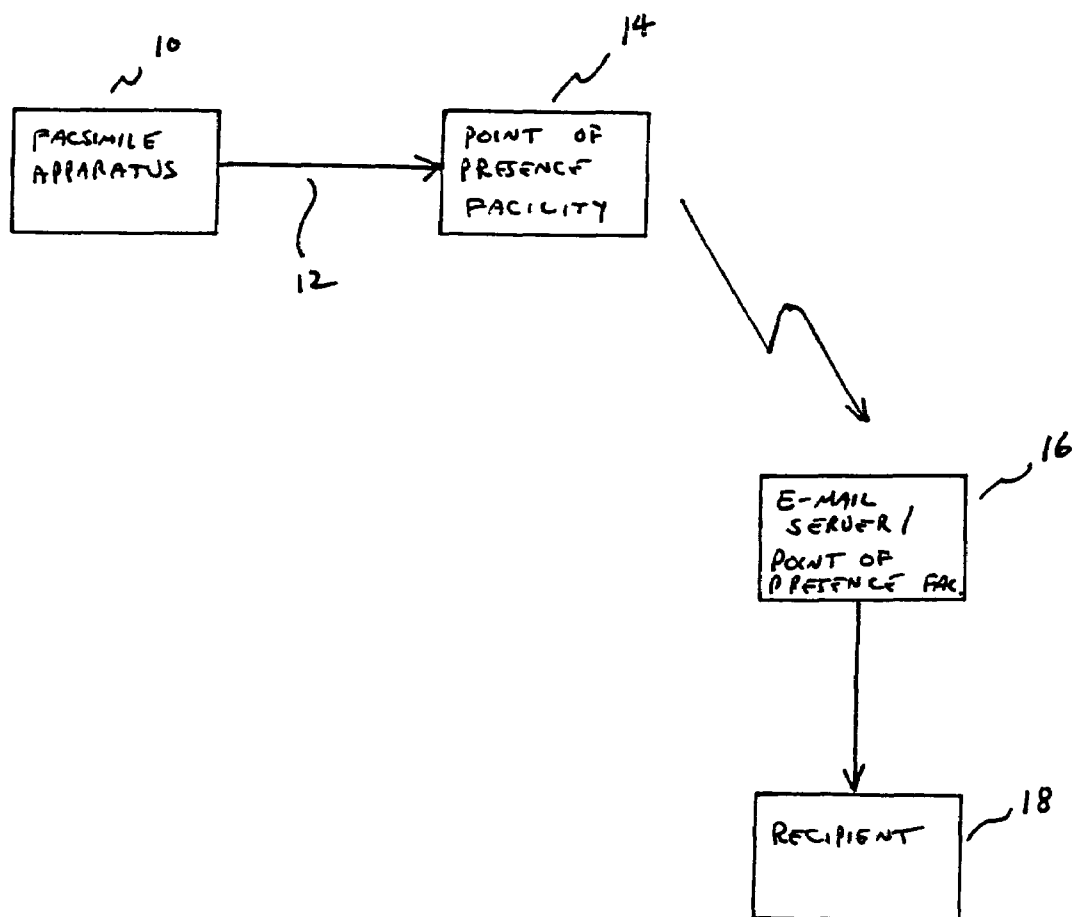 10
14
FACSIMILE
APPARATUS
POINT OF
PRESENCE
FACILITY
12
16
E-MAIL
SERVER/
POINT OF
PRESENCE FAC.
18
RECIPIENT